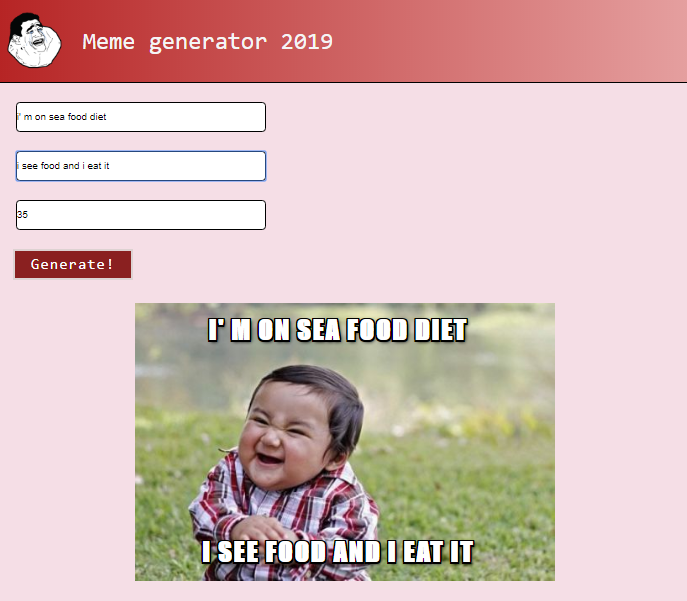 Meme generator 2019
i' m on sea food diet
i see food and i eat it
35
Generate!
I' M ON SEA FOOD DIET
I SEE FOOD AND I EAT IT